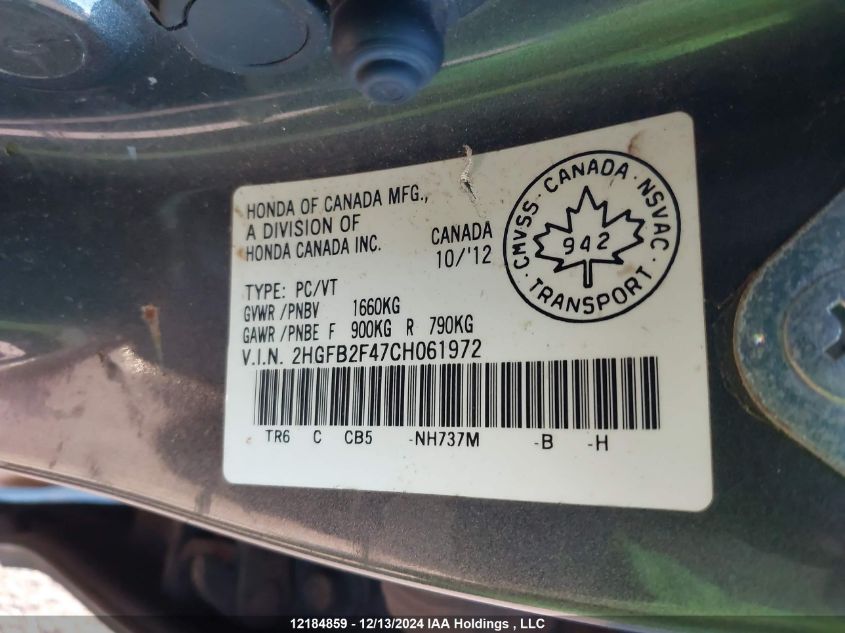 HONDA OF CANADA MFG.,
A DIVISION OF
HONDA CANADA INC.
CANADA
10/'12
CMVSS · CANADA · NSVAC ·
942
TRANSPORT
TYPE: PC/VT
GVWR /PNBV 1660KG
GAWR /PNBE F 900KG R 790KG
V.I.N. 2HGFB2F47CH061972
TR6 C CB5 -NH737M -B -H
12184859 - 12/13/2024 IAA Holdings , LLC